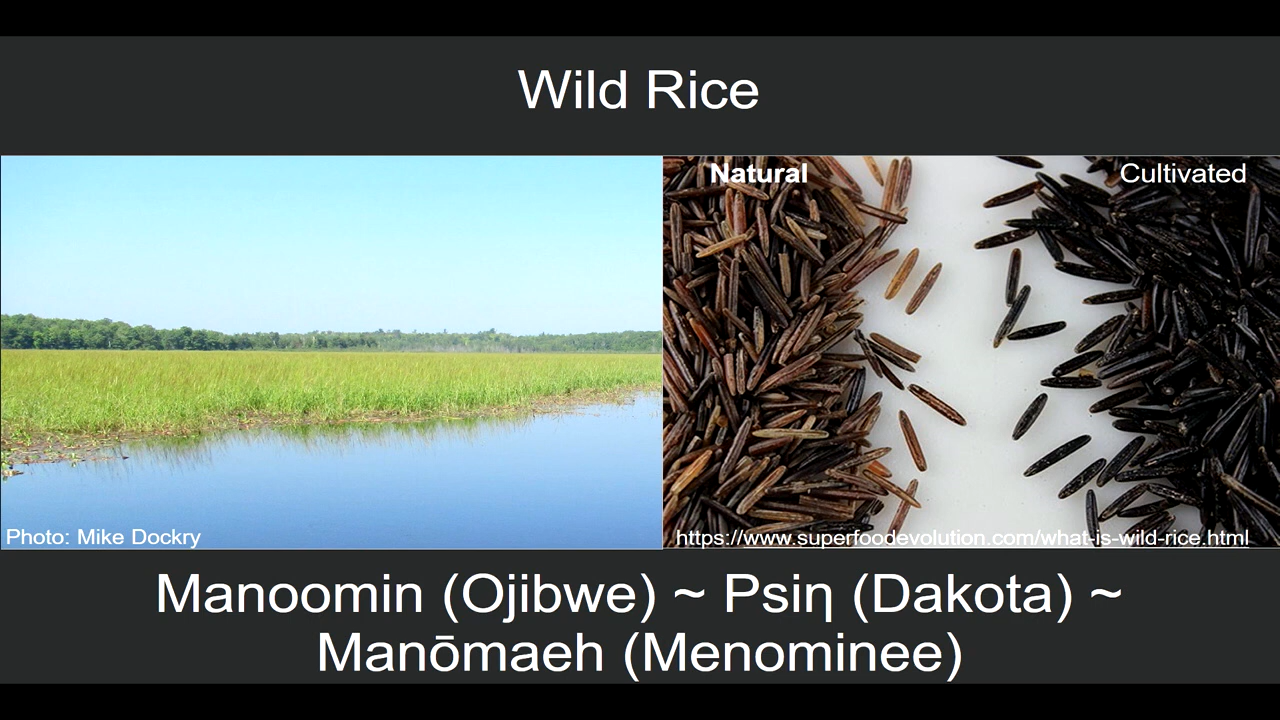 Wild Rice
Natural
Cultivated
Photo: Mike Dockry
https://www.superfoodevolution.com/what-is-wild-rice.html
Manoomin (Ojibwe) ~ Psiƞ (Dakota) ~
Manōmaeh (Menominee)